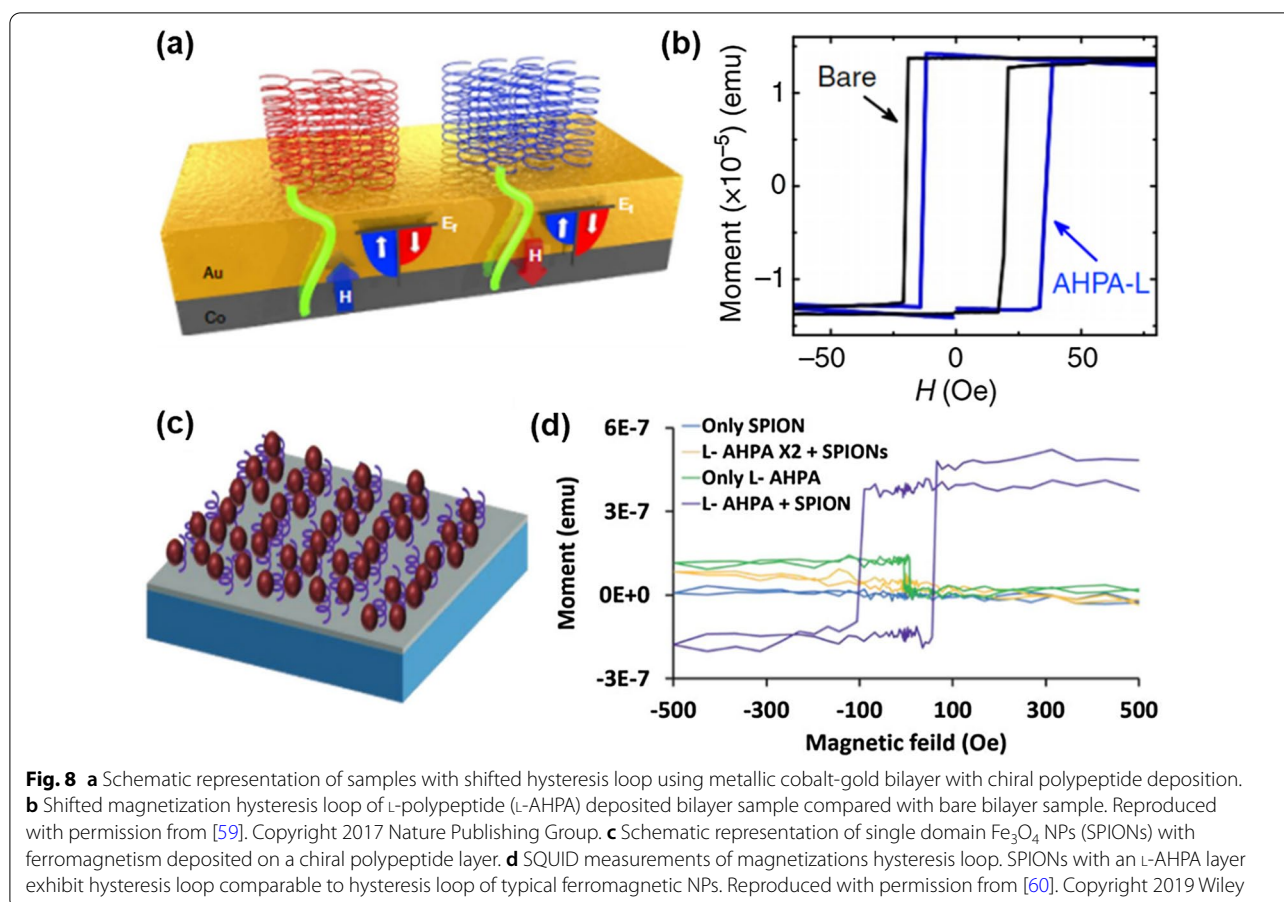 (a)
E_f
E_f
Au
H
H
Co
(b)
Bare
AHPA-L
Moment (×10⁻⁵) (emu)
1
0
−1
−50
0
50
H (Oe)
(c)
(d)
Only SPION
L- AHPA X2 + SPIONs
Only L- AHPA
L- AHPA + SPION
Moment (emu)
6E-7
3E-7
0E+0
-3E-7
-500
-300
-100
100
300
500
Magnetic feild (Oe)
Fig. 8 a Schematic representation of samples with shifted hysteresis loop using metallic cobalt-gold bilayer with chiral polypeptide deposition.
b Shifted magnetization hysteresis loop of L-polypeptide (L-AHPA) deposited bilayer sample compared with bare bilayer sample. Reproduced
with permission from [59]. Copyright 2017 Nature Publishing Group. c Schematic representation of single domain Fe₃O₄ NPs (SPIONs) with
ferromagnetism deposited on a chiral polypeptide layer. d SQUID measurements of magnetizations hysteresis loop. SPIONs with an L-AHPA layer
exhibit hysteresis loop comparable to hysteresis loop of typical ferromagnetic NPs. Reproduced with permission from [60]. Copyright 2019 Wiley